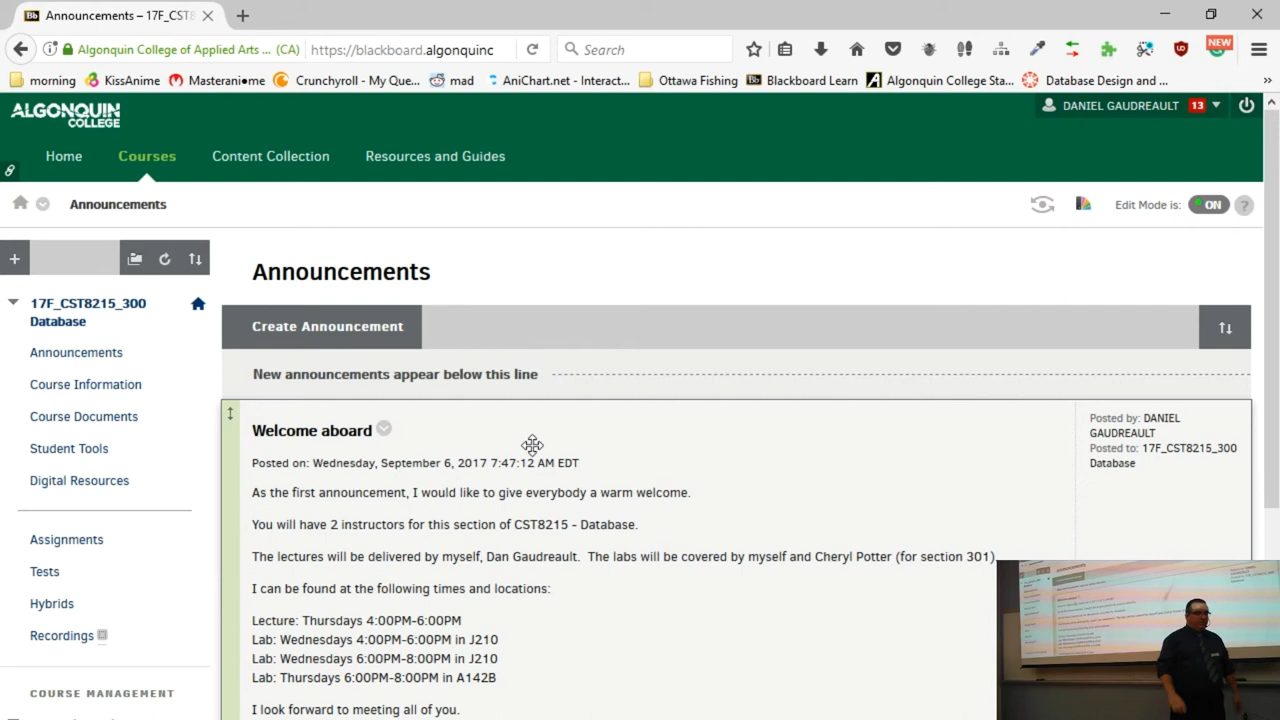 Announcements – 17F_CST8
Algonquin College of Applied Arts ... (CA)
https://blackboard.algonquinc
Search
NEW
morning
KissAnime
Masterani●me
Crunchyroll - My Que...
mad
AniChart.net - Interact...
Ottawa Fishing
Blackboard Learn
Algonquin College Sta...
Database Design and ...
ALGONQUIN
COLLEGE
DANIEL GAUDREAULT 13
Home
Courses
Content Collection
Resources and Guides
Announcements
Edit Mode is: ON ?
17F_CST8215_300
Database
Announcements
Course Information
Course Documents
Student Tools
Digital Resources
Assignments
Tests
Hybrids
Recordings
COURSE MANAGEMENT
Announcements
Create Announcement
New announcements appear below this line
Welcome aboard
Posted on: Wednesday, September 6, 2017 7:47:12 AM EDT
As the first announcement, I would like to give everybody a warm welcome.
You will have 2 instructors for this section of CST8215 - Database.
The lectures will be delivered by myself, Dan Gaudreault.  The labs will be covered by myself and Cheryl Potter (for section 301)
I can be found at the following times and locations:
Lecture: Thursdays 4:00PM-6:00PM
Lab: Wednesdays 4:00PM-6:00PM in J210
Lab: Wednesdays 6:00PM-8:00PM in J210
Lab: Thursdays 6:00PM-8:00PM in A142B
I look forward to meeting all of you.
Posted by: DANIEL
GAUDREAULT
Posted to: 17F_CST8215_300
Database